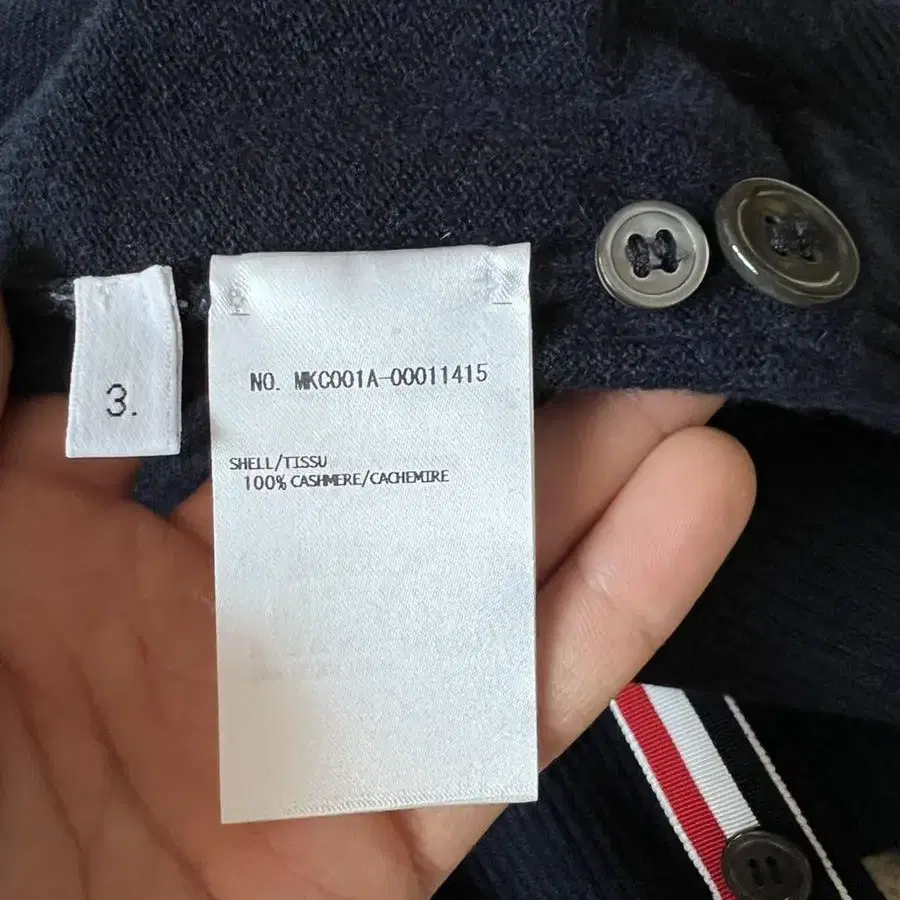 3.
NO. MKC001A-00011415
SHELL/TISSU
100% CASHMERE/CACHEMIRE